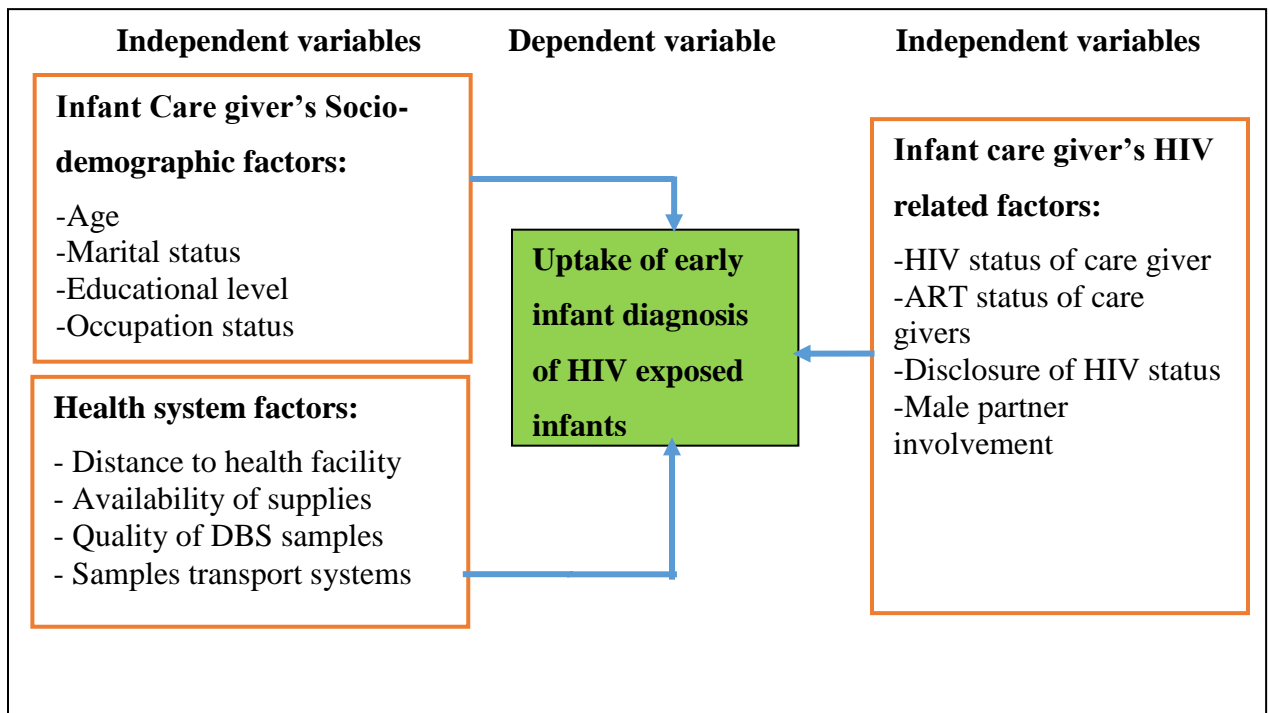 Independent variables
Dependent variable
Independent variables
Infant Care giver’s Socio-
demographic factors:
-Age
-Marital status
-Educational level
-Occupation status
Health system factors:
- Distance to health facility
- Availability of supplies
- Quality of DBS samples
- Samples transport systems
Uptake of early
infant diagnosis
of HIV exposed
infants
Infant care giver’s HIV
related factors:
-HIV status of care giver
-ART status of care
givers
-Disclosure of HIV status
-Male partner
involvement